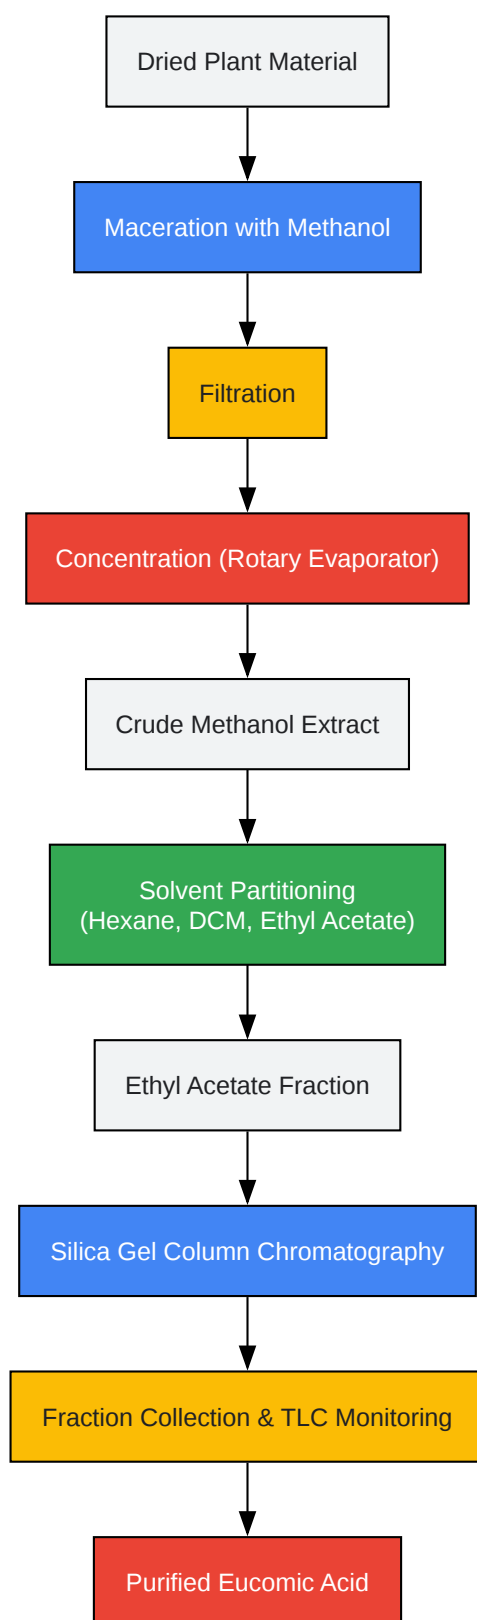 Dried Plant Material
Maceration with Methanol
Filtration
Concentration (Rotary Evaporator)
Crude Methanol Extract
Solvent Partitioning
(Hexane, DCM, Ethyl Acetate)
Ethyl Acetate Fraction
Silica Gel Column Chromatography
Fraction Collection & TLC Monitoring
Purified Eucomic Acid